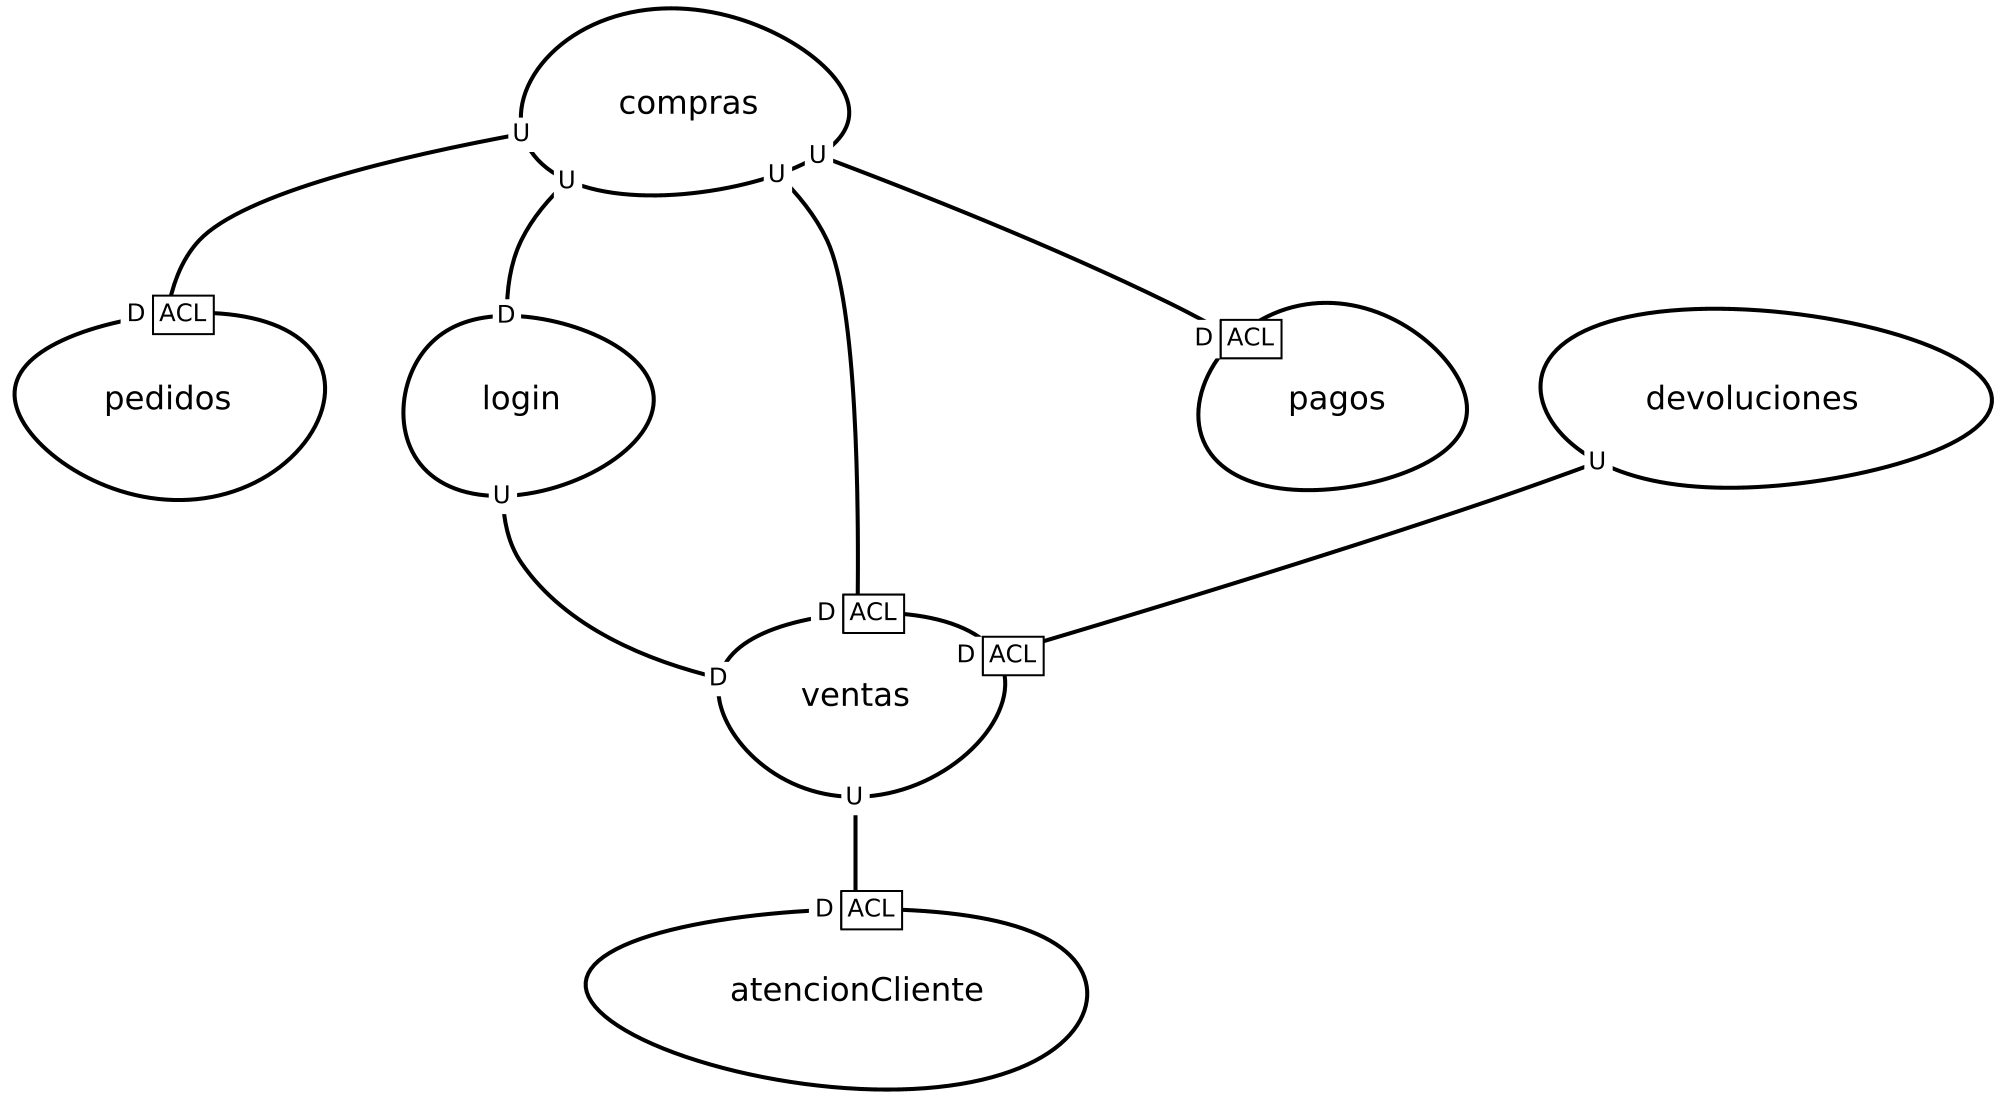 compras
U
U
U
U
D ACL
pedidos
D
login
U
D ACL
pagos
devoluciones
U
D ACL
D ACL
D
ventas
U
D ACL
atencionCliente